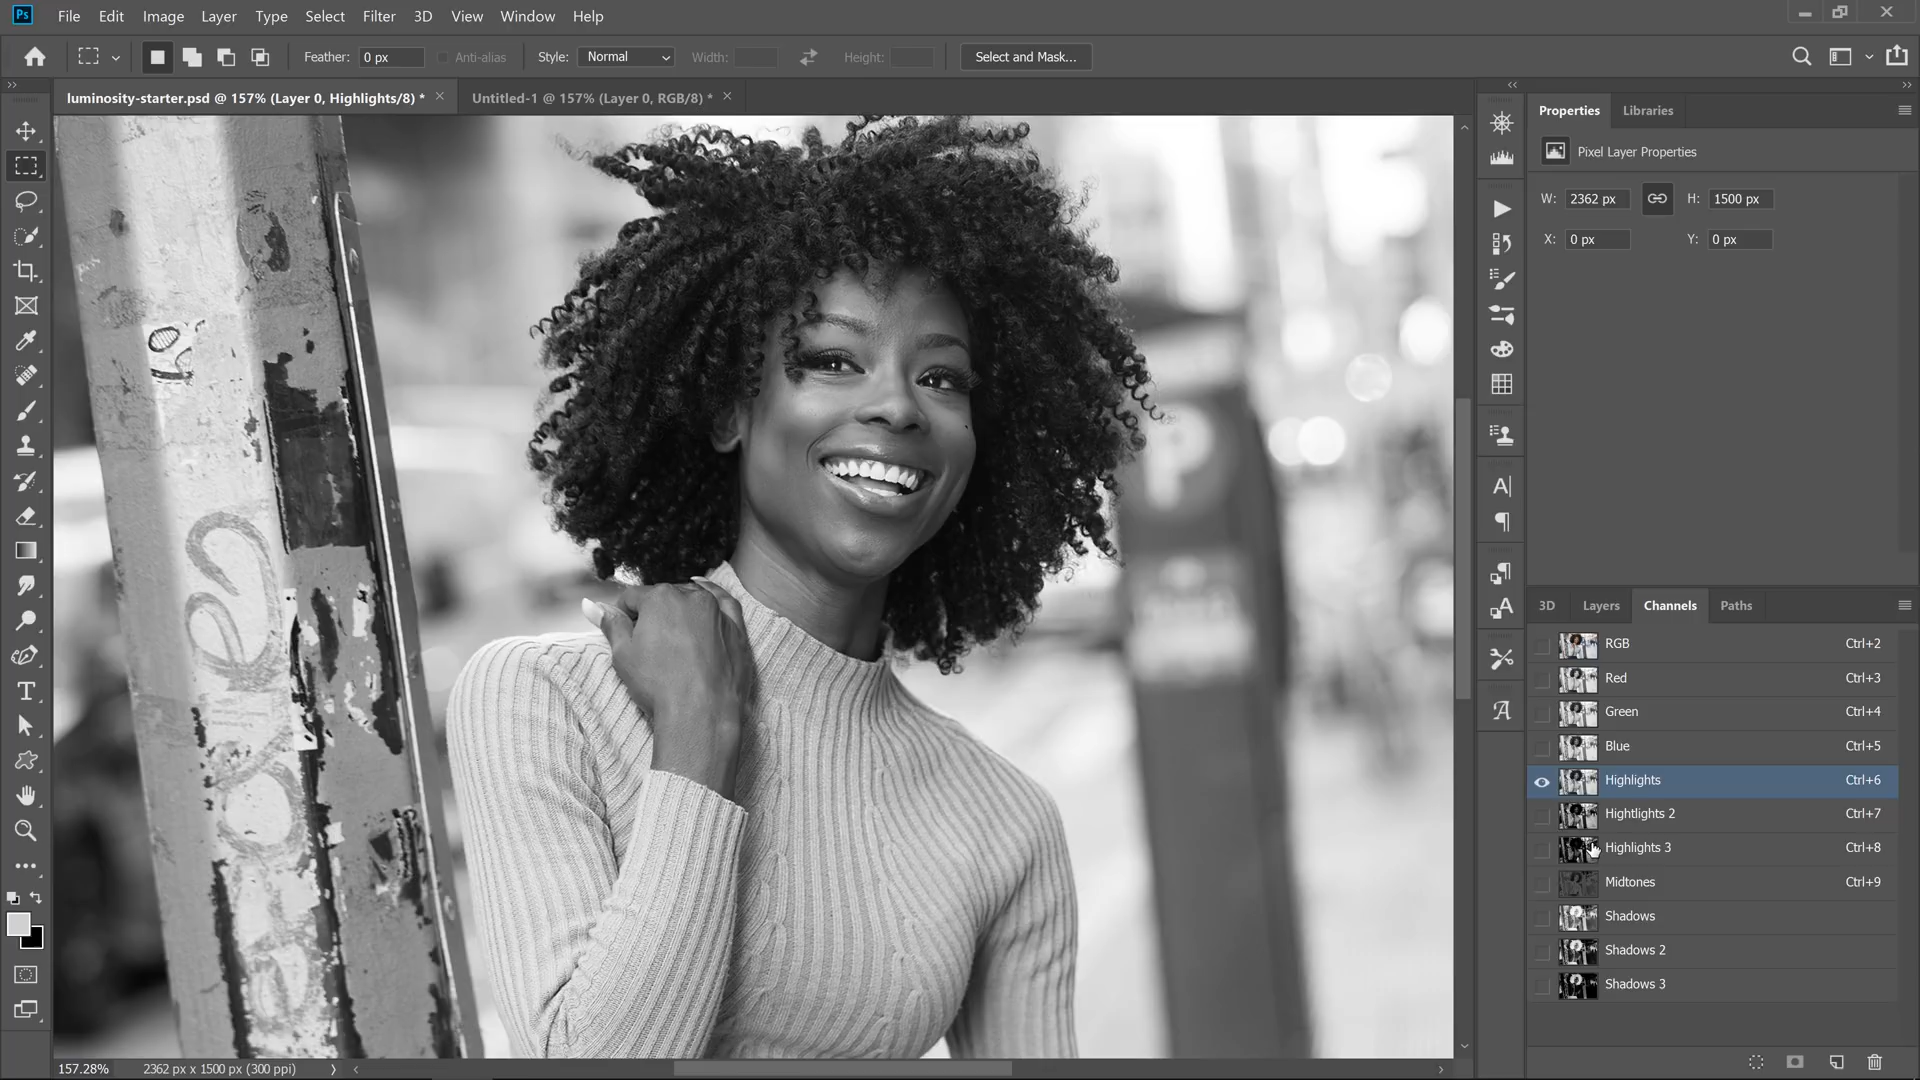 Ps File Edit Image Layer Type Select Filter 3D View Window Help
Feather: 0 px Anti-alias Style: Normal Width: Height: Select and Mask...
luminosity-starter.psd @ 157% (Layer 0, Highlights/8) * × Untitled-1 @ 157% (Layer 0, RGB/8) * ×
Properties Libraries
Pixel Layer Properties
W: 2362 px H: 1500 px
X: 0 px Y: 0 px
3D Layers Channels Paths
RGB Ctrl+2
Red Ctrl+3
Green Ctrl+4
Blue Ctrl+5
Highlights Ctrl+6
Hightlights 2 Ctrl+7
Highlights 3 Ctrl+8
Midtones Ctrl+9
Shadows
Shadows 2
Shadows 3
157.28% 2362 px x 1500 px (300 ppi)